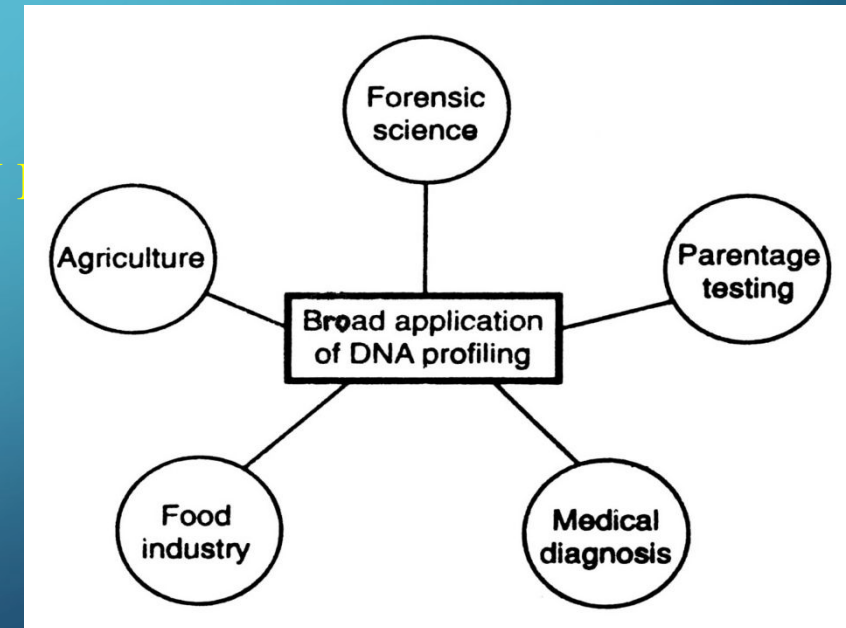 Forensic
science
Agriculture
Parentage
testing
Broad application
of DNA profiling
Food
industry
Medical
diagnosis